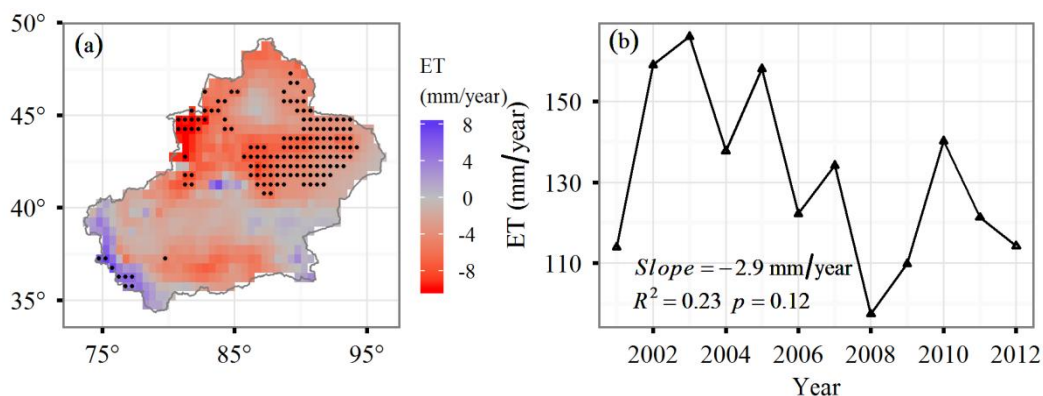 (a)
50°
45°
40°
35°
75°
85°
95°
ET
(mm/year)
8
4
0
-4
-8
(b)
ET (mm/year)
150
130
110
Slope = −2.9 mm/year
R² = 0.23 p = 0.12
2002 2004 2006 2008 2010 2012
Year